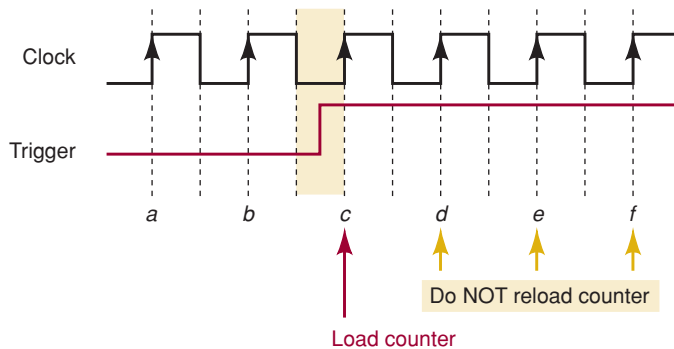 Clock
Trigger
a b c d e f
Do NOT reload counter
Load counter